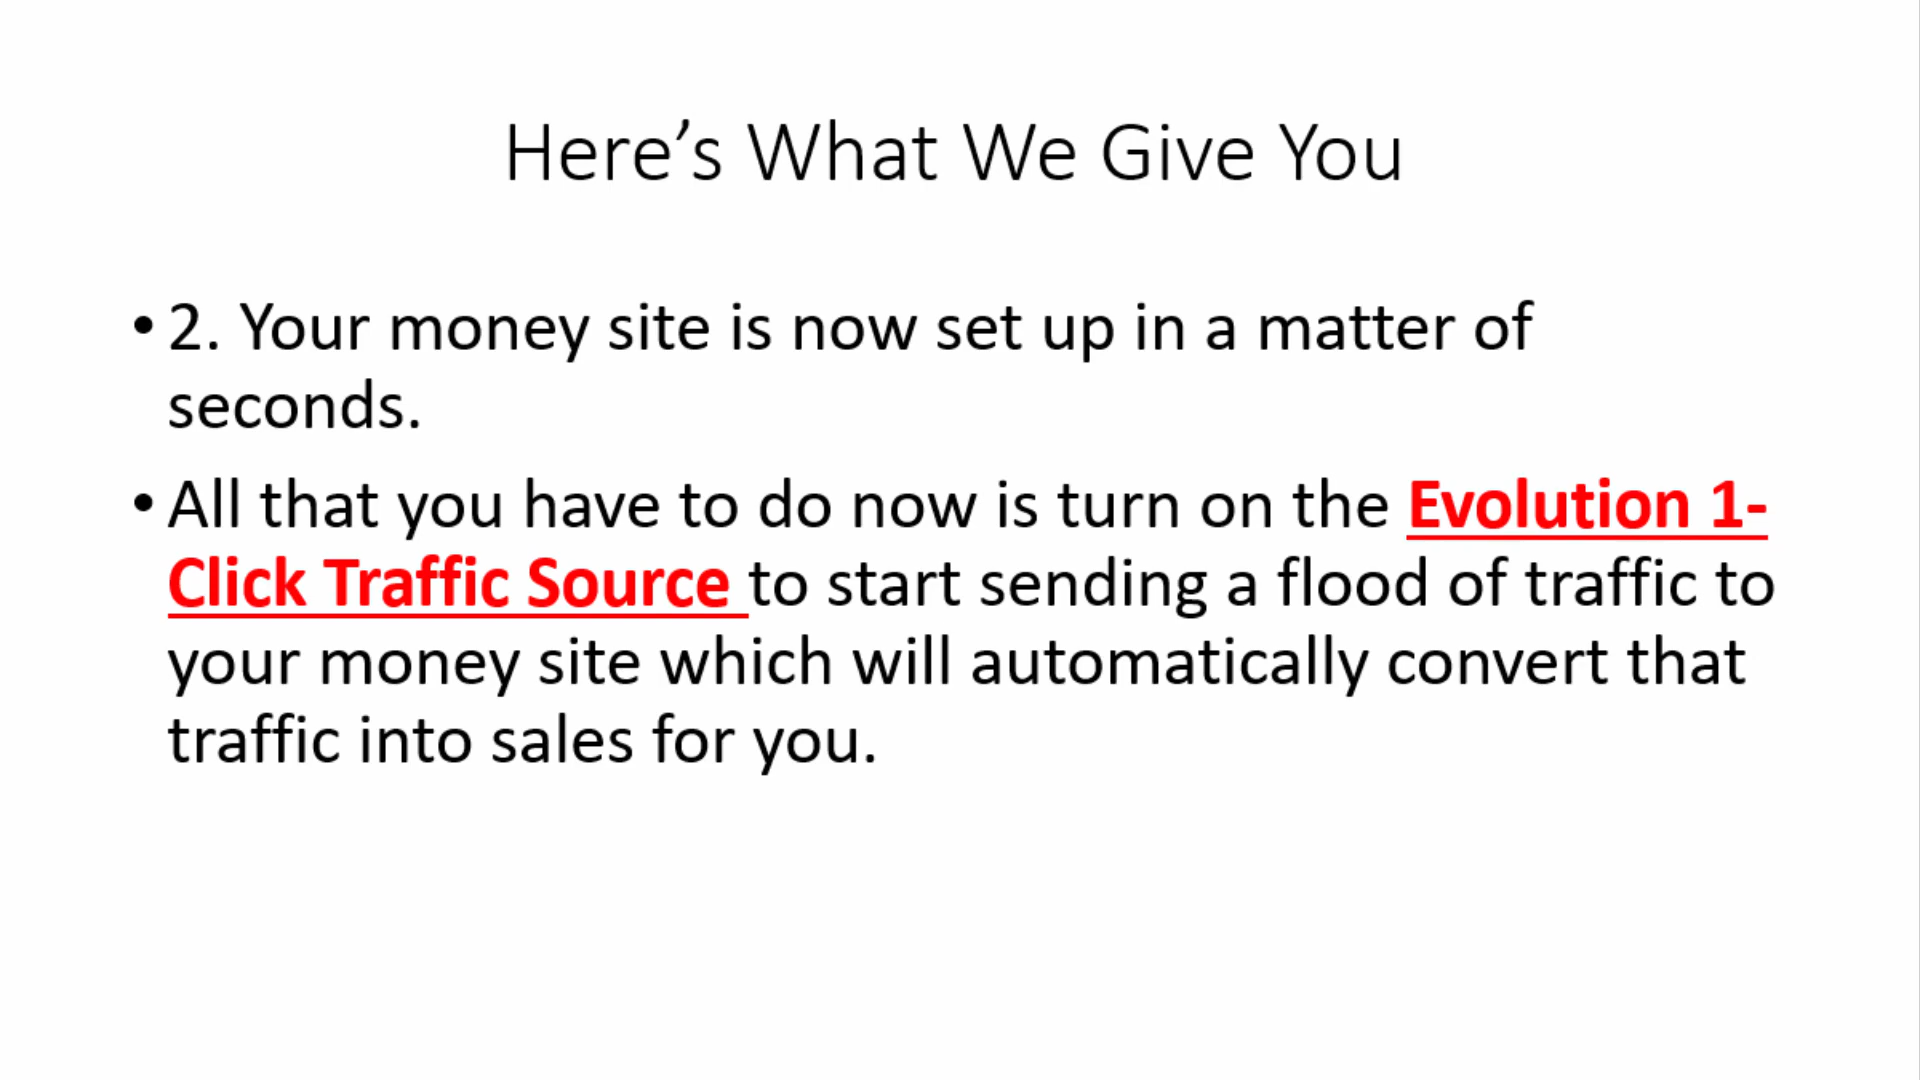 Here’s What We Give You
• 2. Your money site is now set up in a matter of
seconds.
• All that you have to do now is turn on the Evolution 1-
Click Traffic Source to start sending a flood of traffic to
your money site which will automatically convert that
traffic into sales for you.